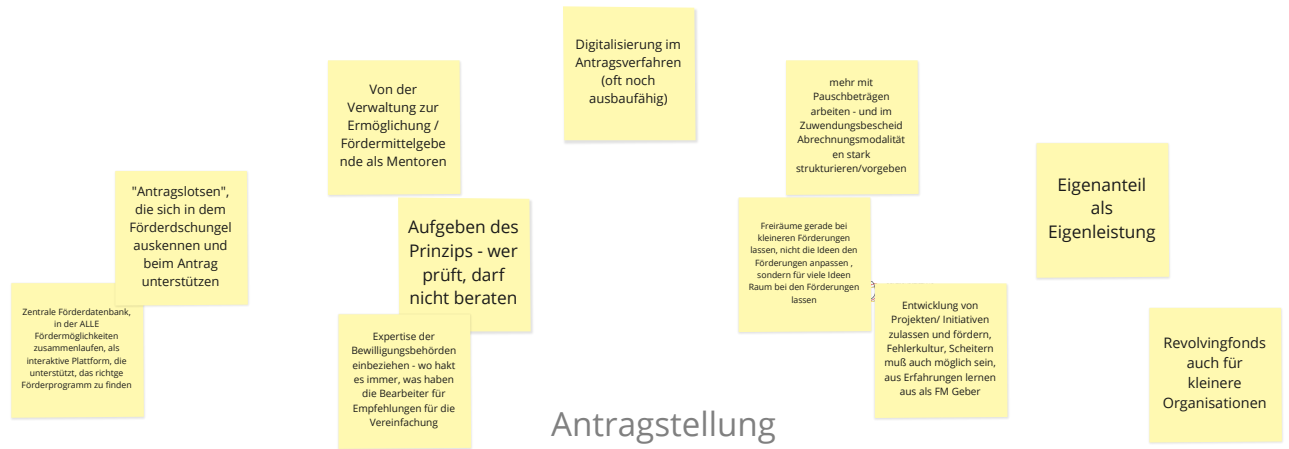 Digitalisierung im
Antragsverfahren
(oft noch
ausbaufähig)
Von der
Verwaltung zur
Ermöglichung /
Fördermittelgebe
nde als Mentoren
mehr mit
Pauschbeträgen
arbeiten - und im
Zuwendungsbescheid
Abrechnungsmodalität
en stark
strukturieren/vorgeben
Eigenanteil
als
Eigenleistung
"Antragslotsen",
die sich in dem
Förderdschungel
auskennen und
beim Antrag
unterstützen
Aufgeben des
Prinzips - wer
prüft, darf
nicht beraten
Freiräume gerade bei
kleineren Förderungen
lassen, nicht die Ideen den
Förderungen anpassen ,
sondern für viele Ideen
Raum bei den Förderungen
lassen
Zentrale Förderdatenbank,
in der ALLE
Fördermöglichkeiten
zusammenlaufen, als
interaktive Plattform, die
unterstützt, das richtge
Förderprogramm zu finden
Expertise der
Bewilligungsbehörden
einbeziehen - wo hakt
es immer, was haben
die Bearbeiter für
Empfehlungen für die
Vereinfachung
Entwicklung von
Projekten/ Initiativen
zulassen und fördern,
Fehlerkultur, Scheitern
muß auch möglich sein,
aus Erfahrungen lernen
aus als FM Geber
Revolvingfonds
auch für
kleinere
Organisationen
Antragstellung